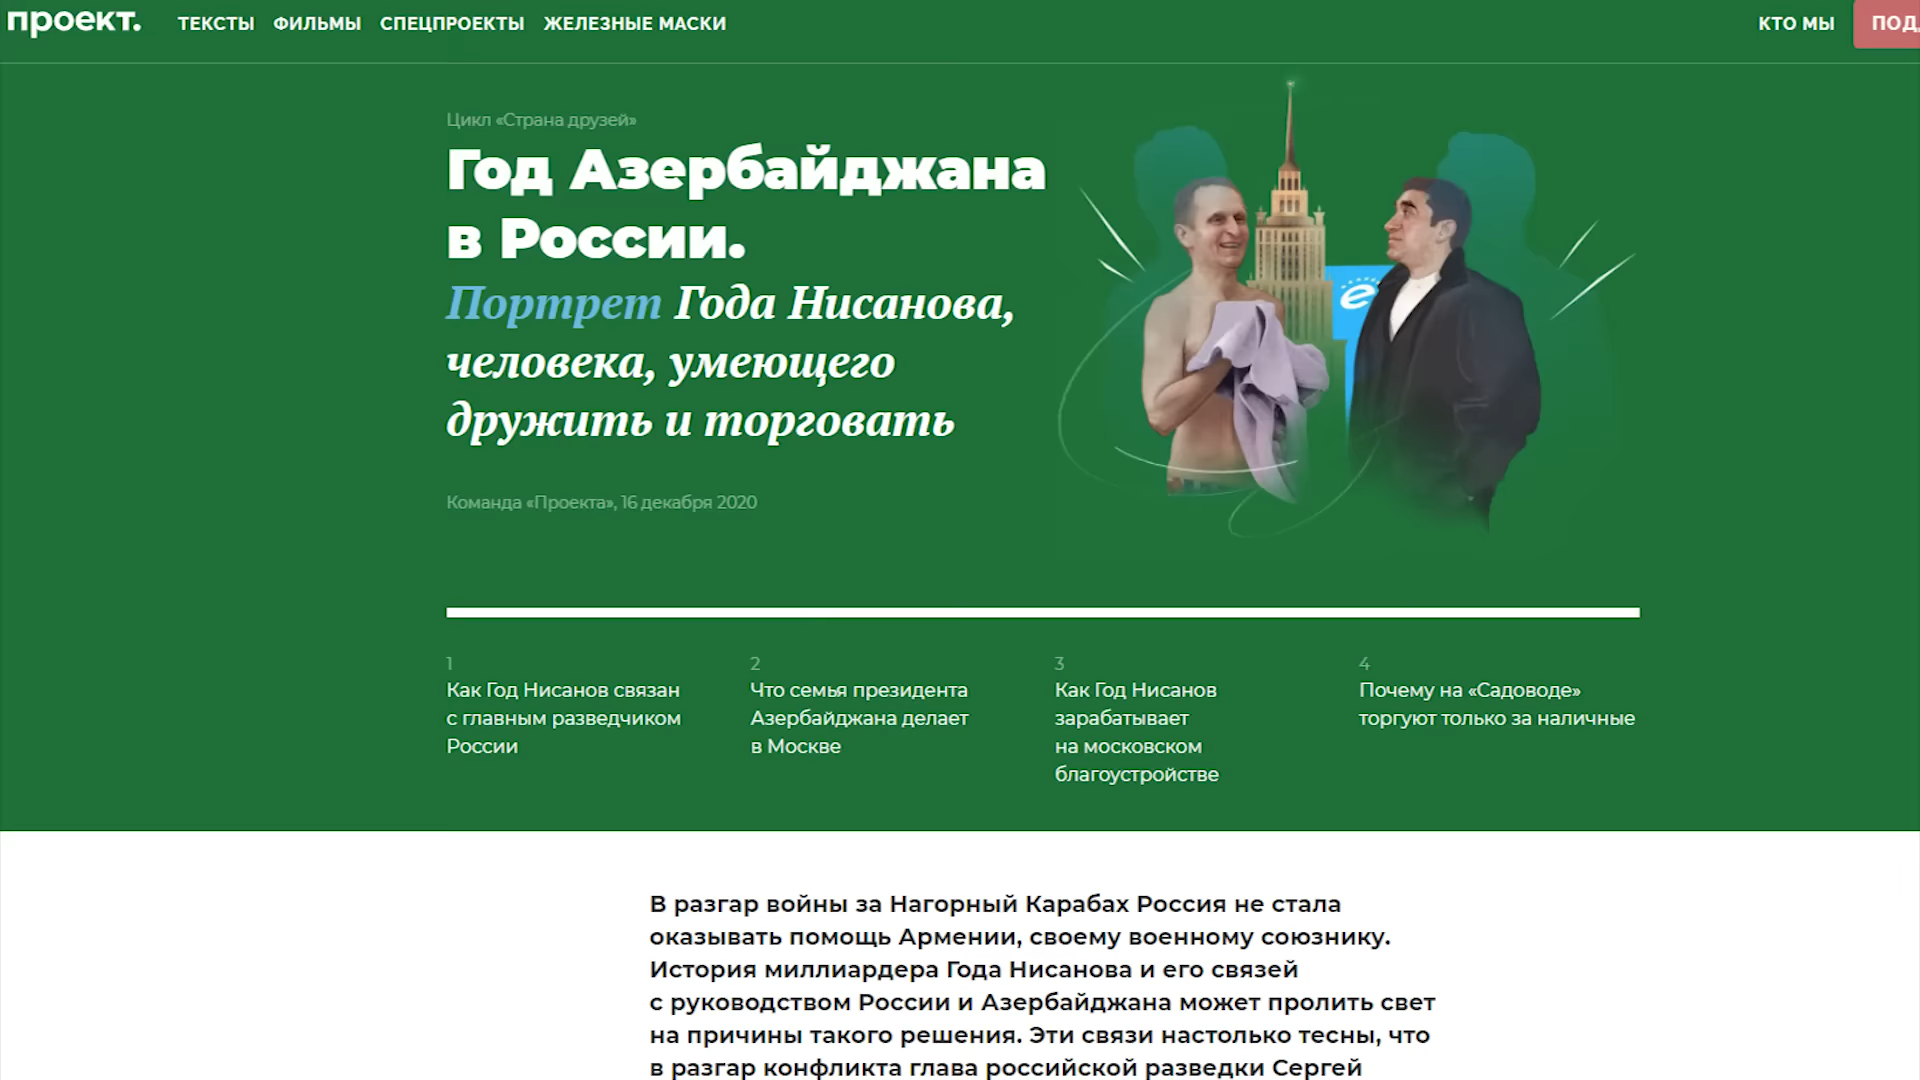 проект. ТЕКСТЫ ФИЛЬМЫ СПЕЦПРОЕКТЫ ЖЕЛЕЗНЫЕ МАСКИ КТО МЫ
Цикл «Страна друзей»
Год Азербайджана
в России.
Портрет Года Нисанова,
человека, умеющего
дружить и торговать
Команда «Проекта», 16 декабря 2020
1
Как Год Нисанов связан
с главным разведчиком
России
2
Что семья президента
Азербайджана делает
в Москве
3
Как Год Нисанов
зарабатывает
на московском
благоустройстве
4
Почему на «Садоводе»
торгуют только за наличные
В разгар войны за Нагорный Карабах Россия не стала
оказывать помощь Армении, своему военному союзнику.
История миллиардера Года Нисанова и его связей
с руководством России и Азербайджана может пролить свет
на причины такого решения. Эти связи настолько тесны, что
в разгар конфликта глава российской разведки Сергей